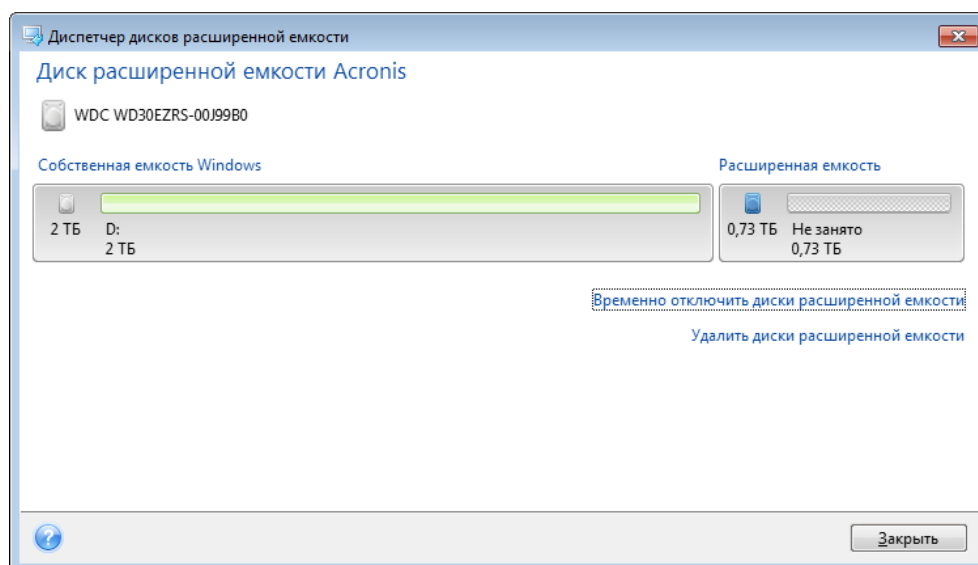 Диспетчер дисков расширенной емкости
Диск расширенной емкости Acronis
WDC WD30EZRS-00J99B0
Собственная емкость Windows
Расширенная емкость
2 ТБ
D:
2 ТБ
0,73 ТБ
Не занято
0,73 ТБ
Временно отключить диски расширенной емкости
Удалить диски расширенной емкости
Закрыть